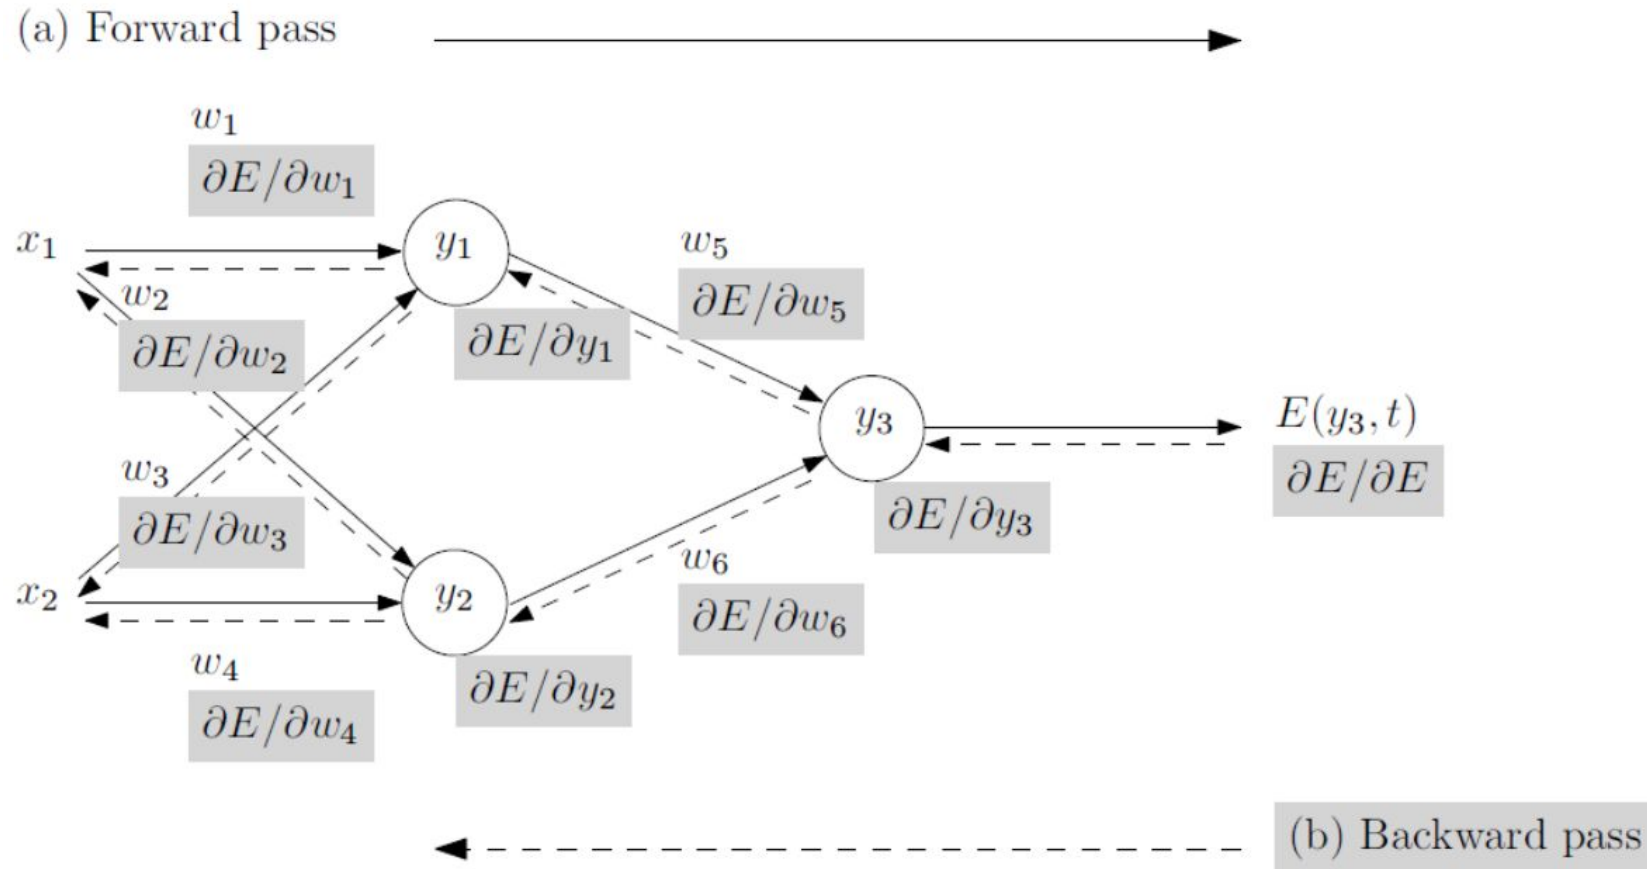 (a) Forward pass
w₁
∂E/∂w₁
x₁
y₁
w₂
∂E/∂w₂
∂E/∂y₁
w₅
∂E/∂w₅
y₃
E(y₃, t)
∂E/∂E
∂E/∂y₃
w₃
∂E/∂w₃
x₂
y₂
w₆
∂E/∂w₆
w₄
∂E/∂w₄
∂E/∂y₂
(b) Backward pass